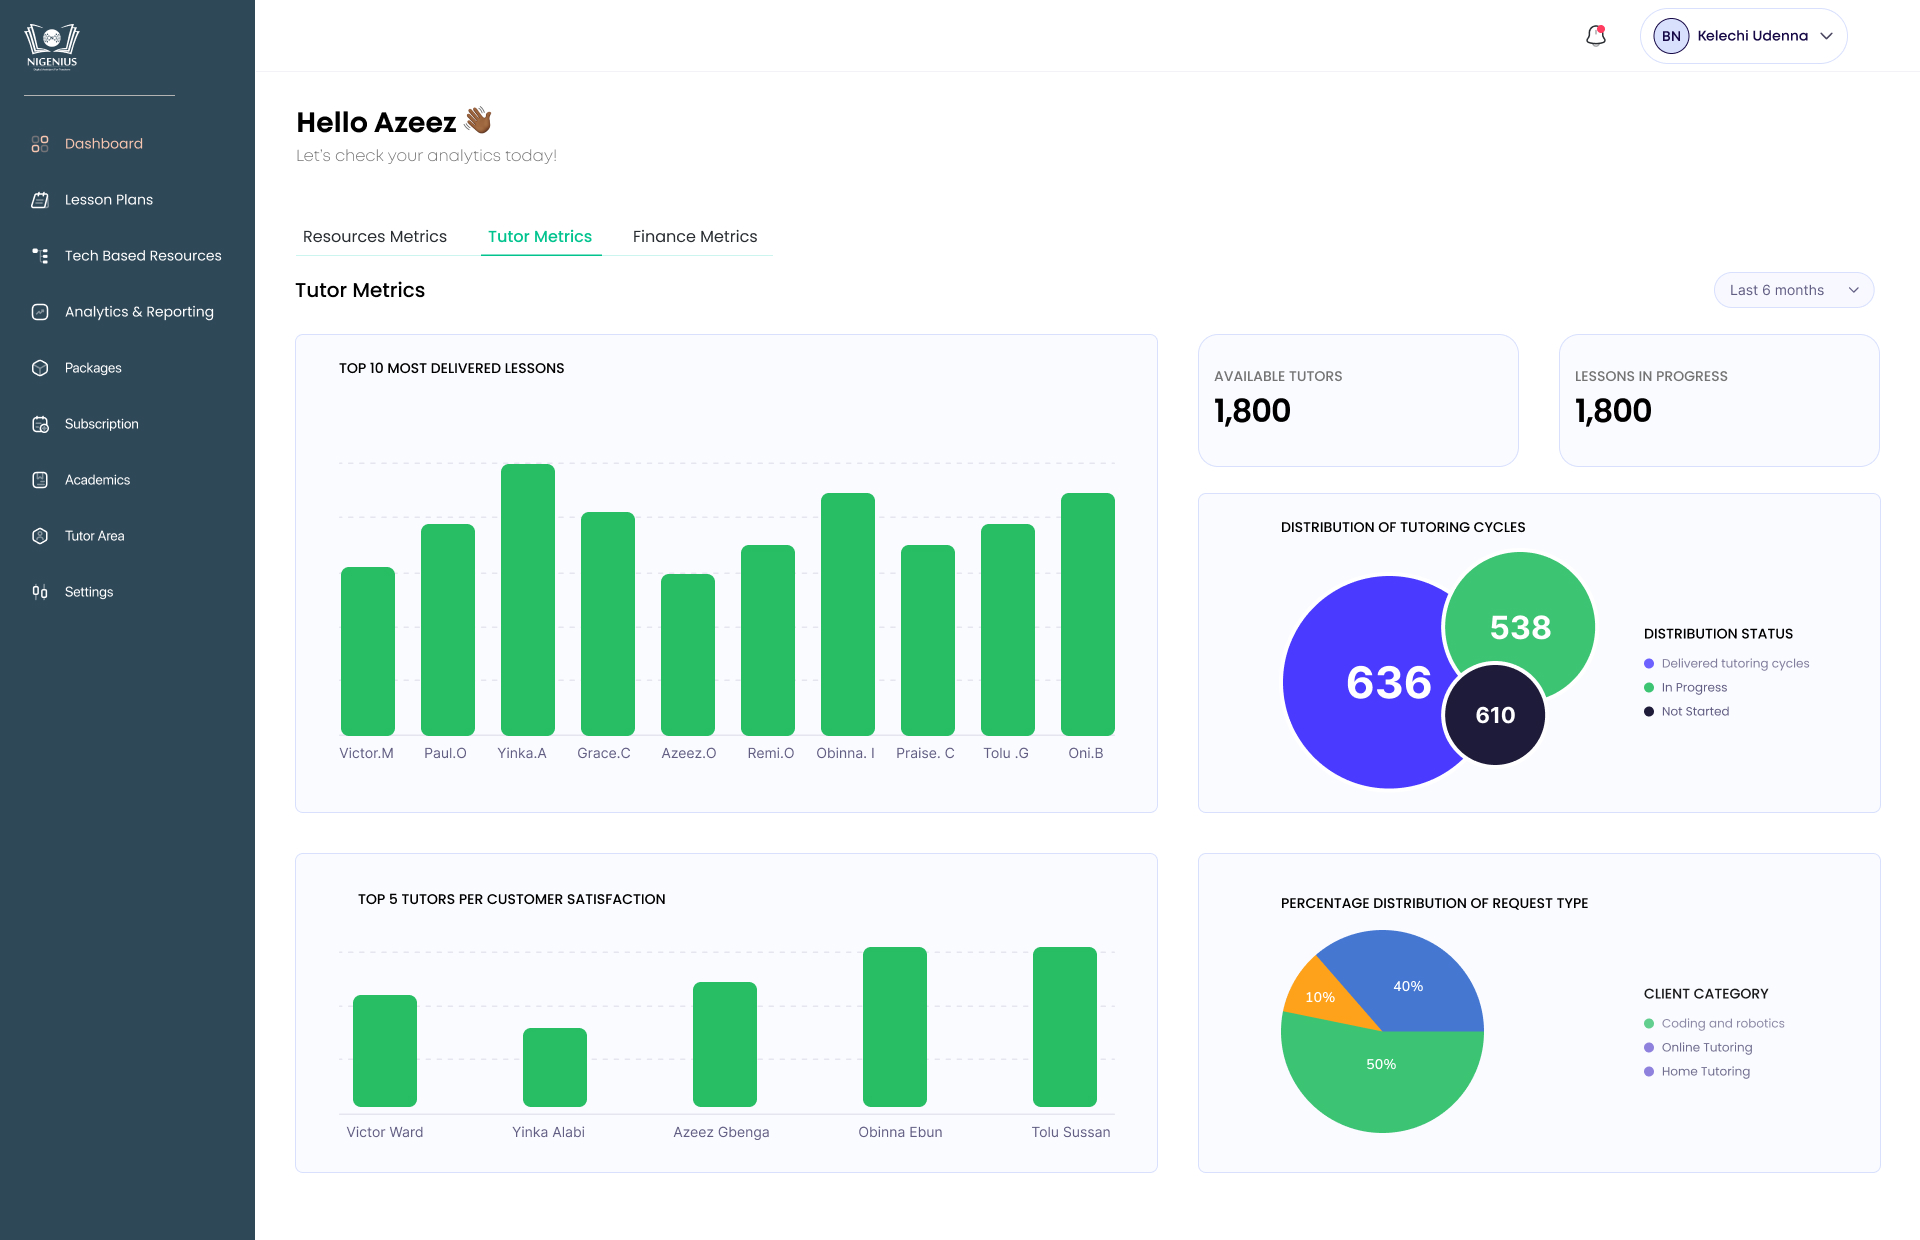 NIGENIUS
Dashboard
Lesson Plans
Tech Based Resources
Analytics & Reporting
Packages
Subscription
Academics
Tutor Area
Settings
BN
Kelechi Udenna
Hello Azeez
Let's check your analytics today!
Resources Metrics
Tutor Metrics
Finance Metrics
Tutor Metrics
Last 6 months
TOP 10 MOST DELIVERED LESSONS
Victor.M
Paul.O
Yinka.A
Grace.C
Azeez.O
Remi.O
Obinna. I
Praise. C
Tolu .G
Oni.B
AVAILABLE TUTORS
1,800
LESSONS IN PROGRESS
1,800
DISTRIBUTION OF TUTORING CYCLES
538
636
610
DISTRIBUTION STATUS
Delivered tutoring cycles
In Progress
Not Started
TOP 5 TUTORS PER CUSTOMER SATISFACTION
Victor Ward
Yinka Alabi
Azeez Gbenga
Obinna Ebun
Tolu Sussan
PERCENTAGE DISTRIBUTION OF REQUEST TYPE
40%
10%
50%
CLIENT CATEGORY
Coding and robotics
Online Tutoring
Home Tutoring